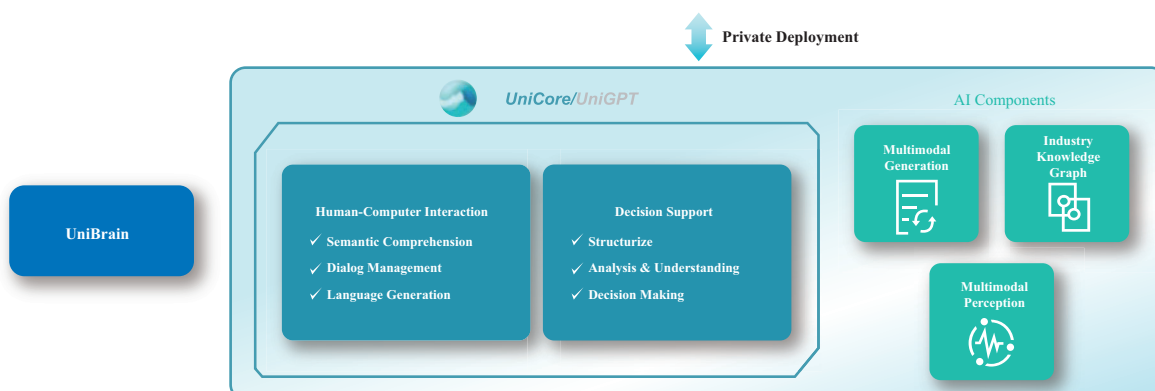 Private Deployment
UniCore/UniGPT
AI Components
UniBrain
Human-Computer Interaction
✓ Semantic Comprehension
✓ Dialog Management
✓ Language Generation
Decision Support
✓ Structurize
✓ Analysis & Understanding
✓ Decision Making
Multimodal
Generation
Industry
Knowledge
Graph
Multimodal
Perception